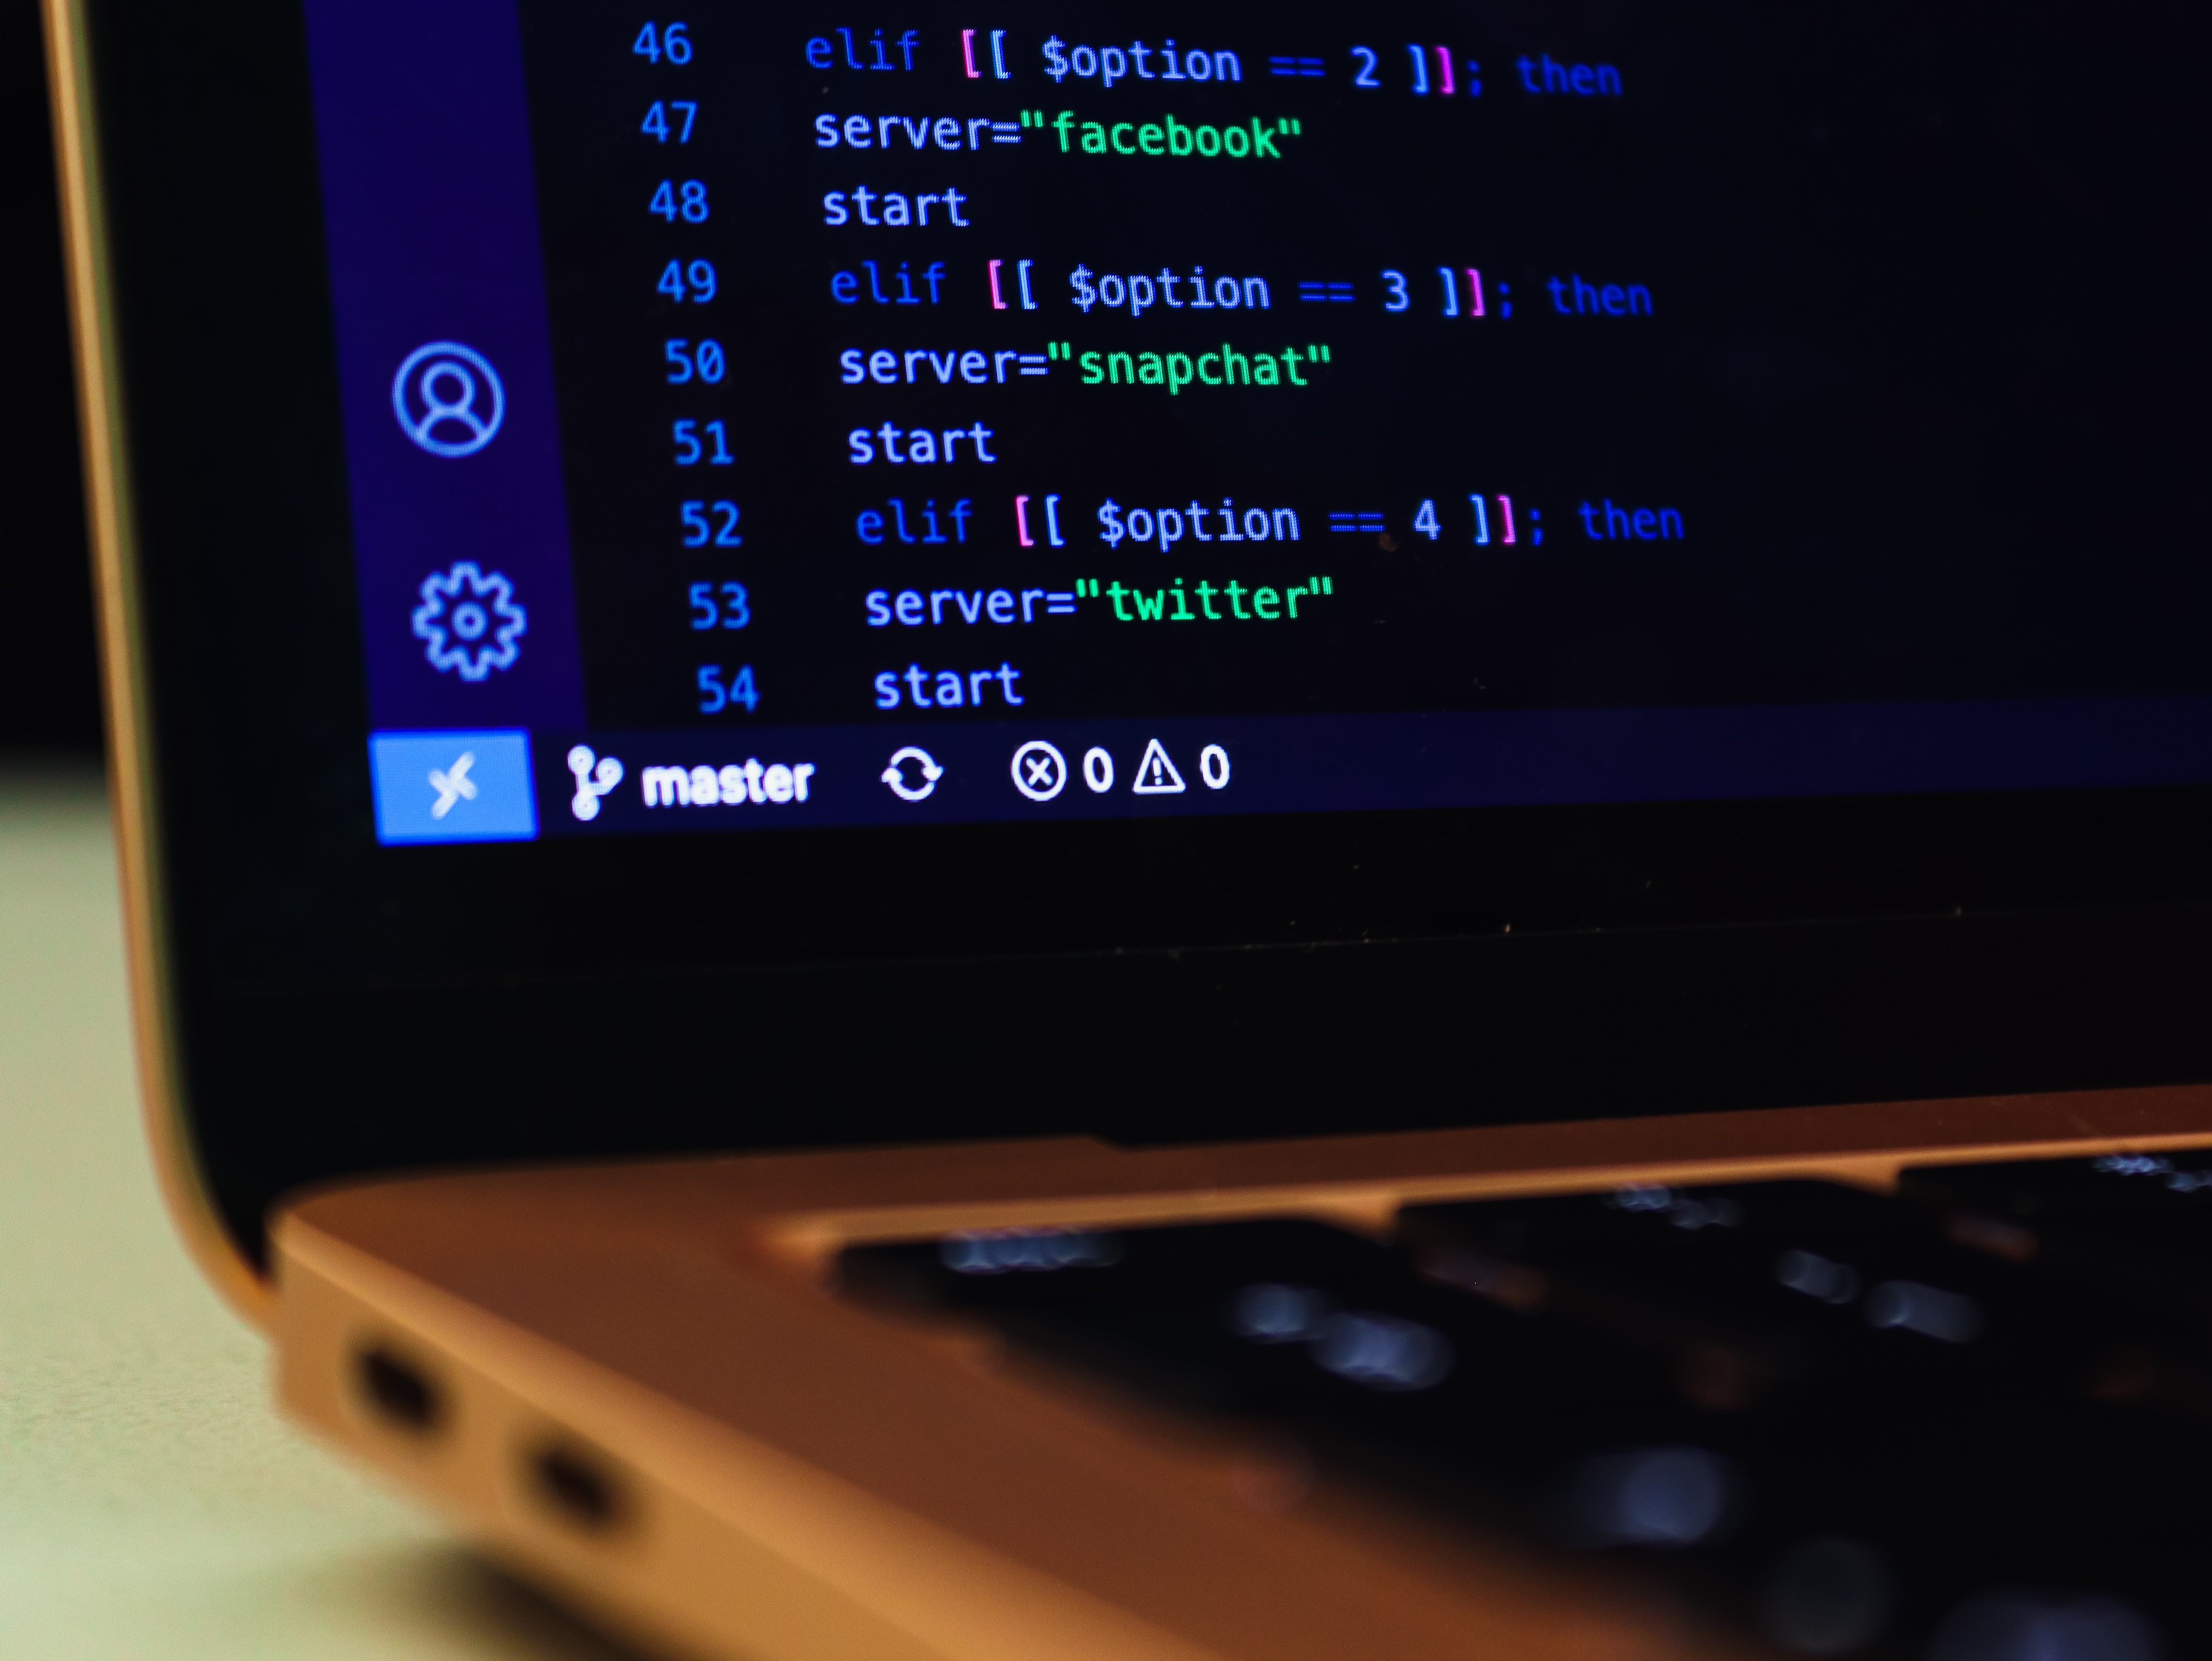 46 elif [[ $option == 2 ]]; then
47 server="facebook"
48 start
49 elif [[ $option == 3 ]]; then
50 server="snapchat"
51 start
52 elif [[ $option == 4 ]]; then
53 server="twitter"
54 start
master 0 0